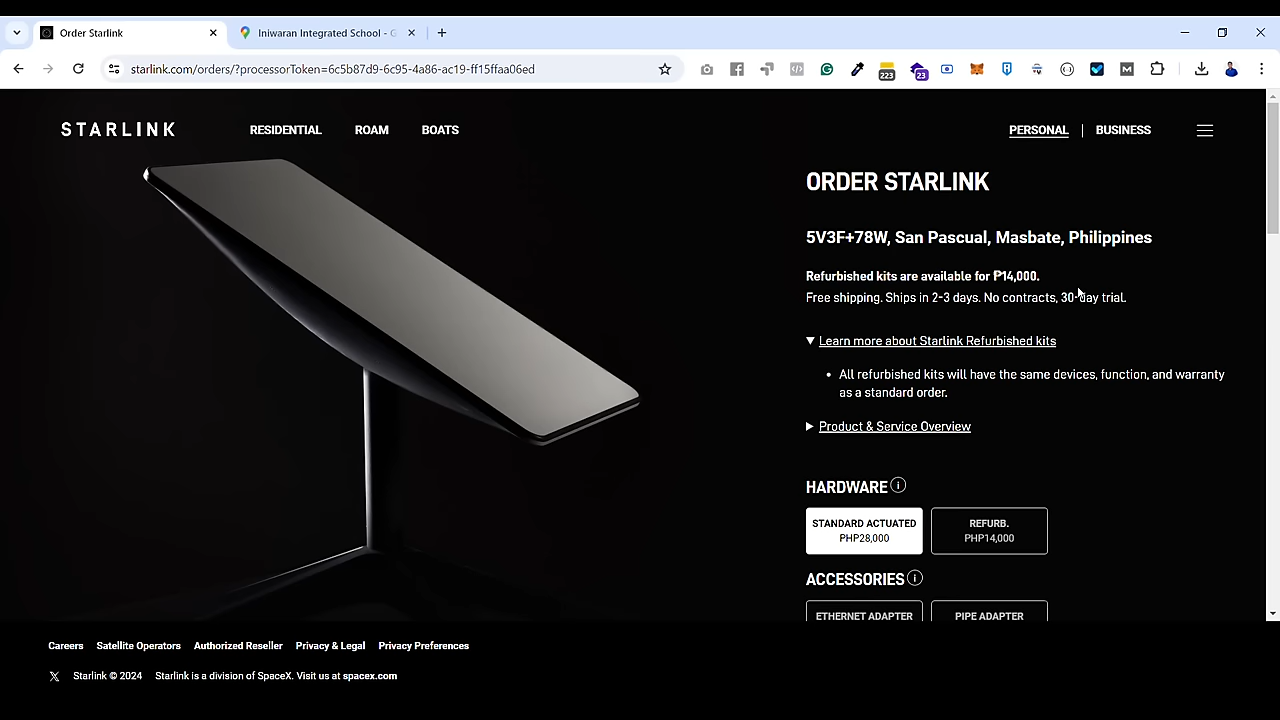 Order Starlink
Iniwaran Integrated School - G
starlink.com/orders/?processorToken=6c5b87d9-6c95-4a86-ac19-ff15ffaa06ed
223
23
STARLINK
RESIDENTIAL
ROAM
BOATS
PERSONAL
BUSINESS
ORDER STARLINK
5V3F+78W, San Pascual, Masbate, Philippines
Refurbished kits are available for ₱14,000.
Free shipping. Ships in 2-3 days. No contracts, 30-day trial.
▼ Learn more about Starlink Refurbished kits
• All refurbished kits will have the same devices, function, and warranty
as a standard order.
▶ Product & Service Overview
HARDWARE
STANDARD ACTUATED
PHP28,000
REFURB.
PHP14,000
ACCESSORIES
ETHERNET ADAPTER
PIPE ADAPTER
Careers
Satellite Operators
Authorized Reseller
Privacy & Legal
Privacy Preferences
Starlink © 2024
Starlink is a division of SpaceX. Visit us at spacex.com